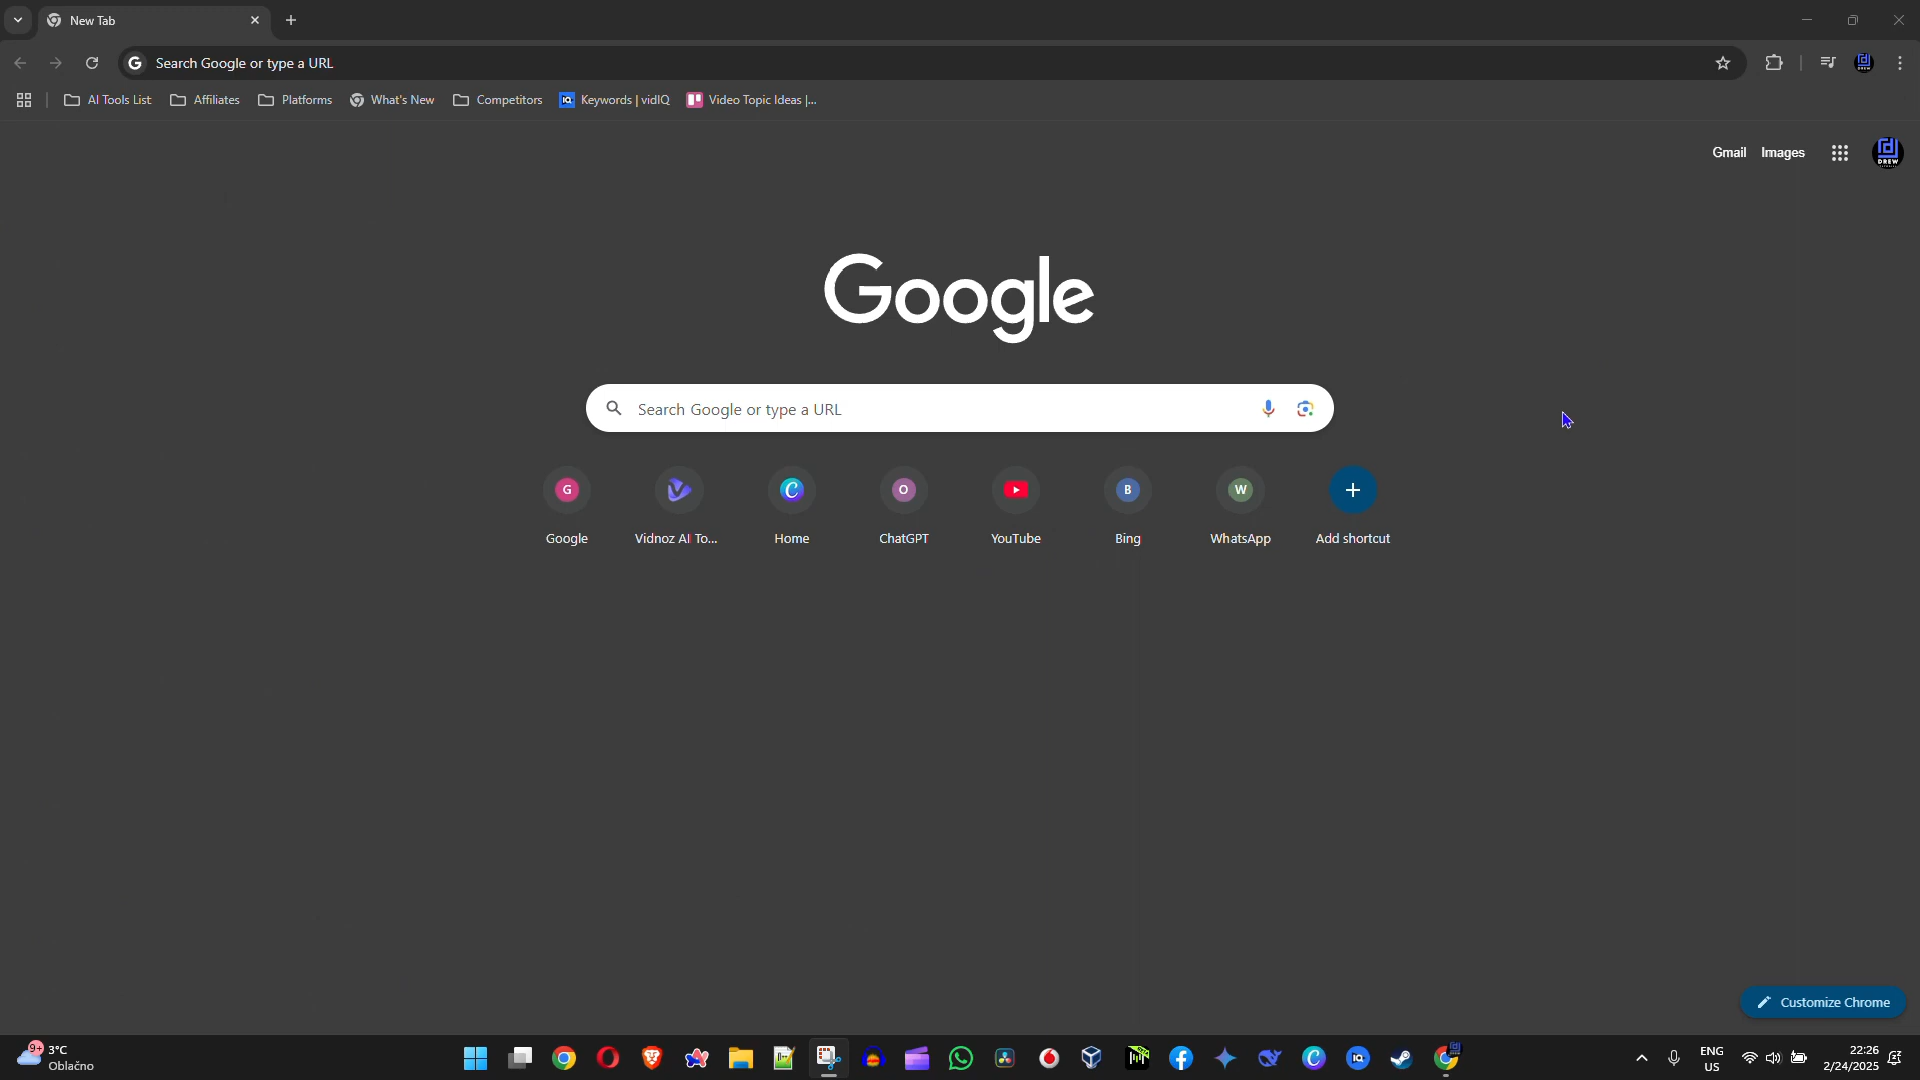 New Tab
Search Google or type a URL
AI Tools List
Affiliates
Platforms
What's New
Competitors
Keywords | vidIQ
Video Topic Ideas |...
Gmail
Images
DREW
Google
Search Google or type a URL
G
O
B
W
Google
Vidnoz AI To...
Home
ChatGPT
YouTube
Bing
WhatsApp
Add shortcut
Customize Chrome
9+
3°C
Oblačno
ENG
US
22:26
2/24/2025